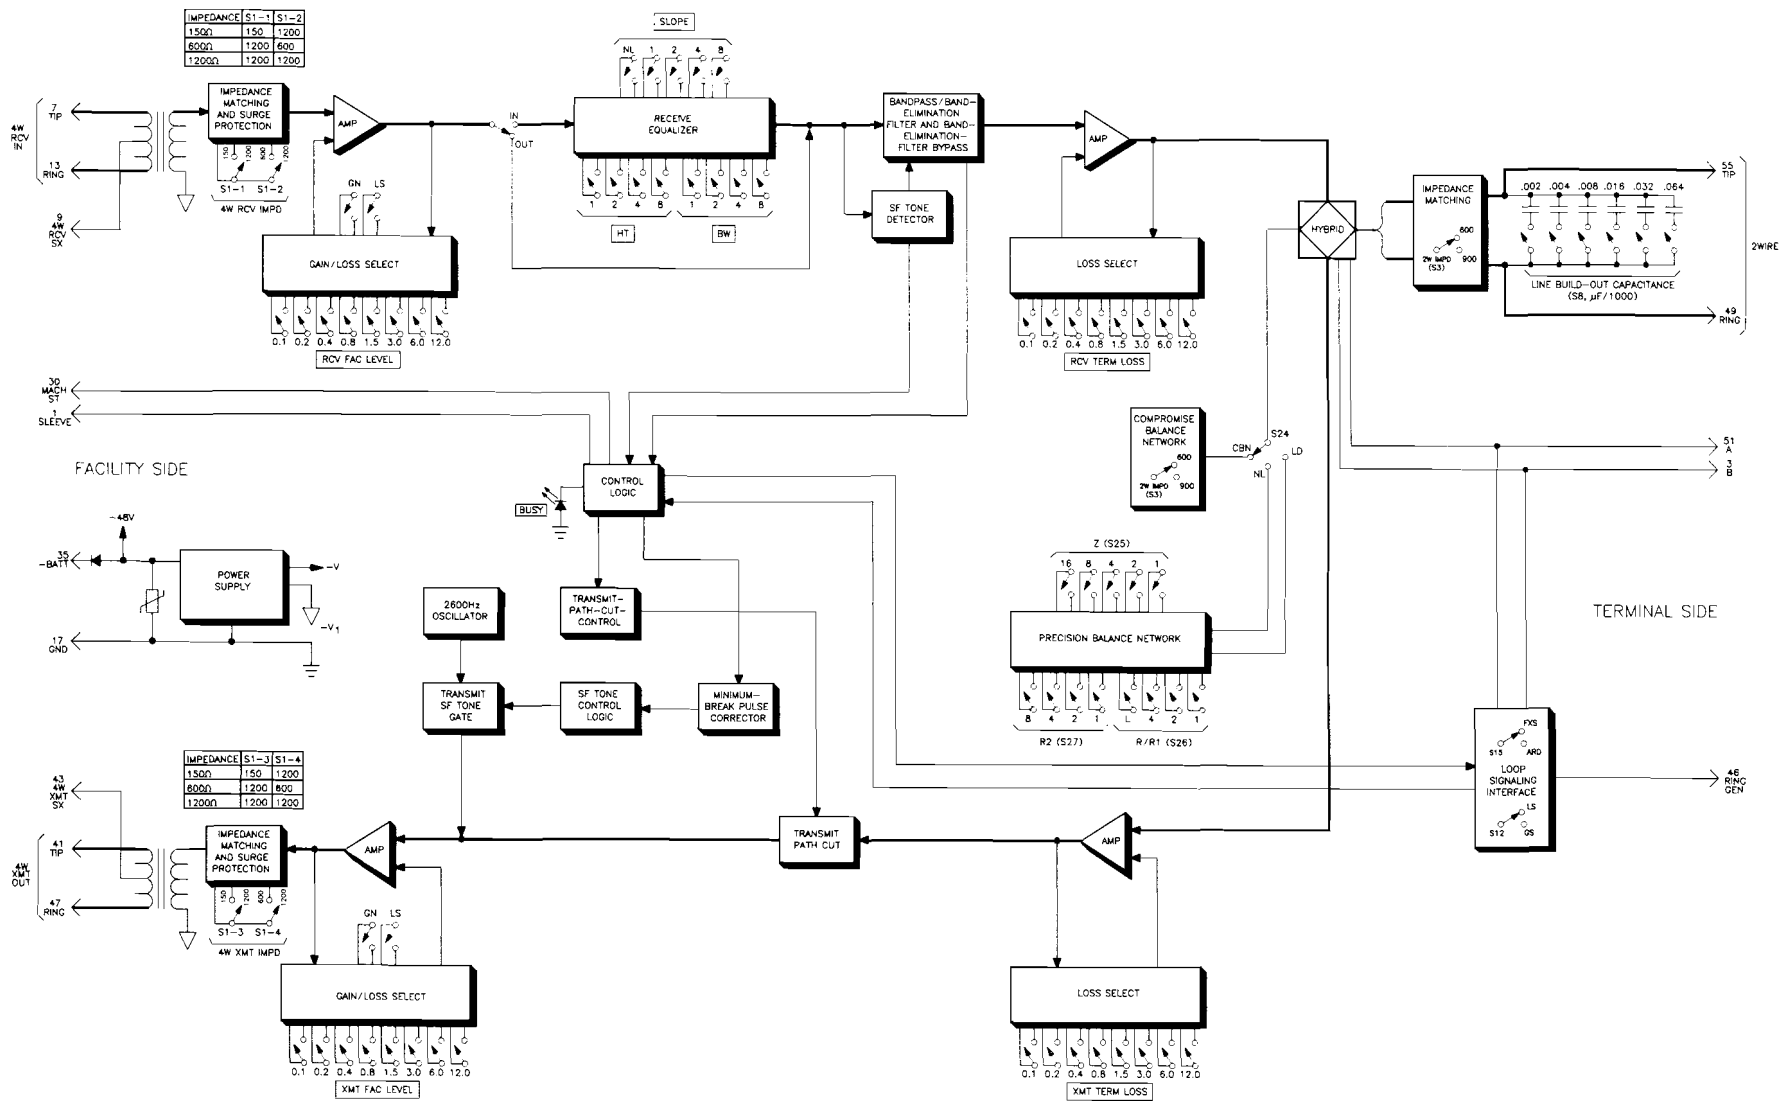 IMPEDANCE S1-1 S1-2
150Ω 150 1200
600Ω 1200 600
1200Ω 1200 1200
SLOPE
NL 1 2 4 8
4W RCV IN
7 TIP
13 RING
9 4W RCV SX
IMPEDANCE
MATCHING
AND SURGE
PROTECTION
150 1200 600 1200
S1-1 S1-2
4W RCV IMPD
AMP
GN LS
GAIN/LOSS SELECT
0.1 0.2 0.4 0.8 1.5 3.0 6.0 12.0
RCV FAC LEVEL
IN
OUT
RECEIVE
EQUALIZER
1 2 4 8 1 2 4 8
HT BW
BANDPASS/BAND-
ELIMINATION
FILTER AND BAND-
ELIMINATION-
FILTER BYPASS
SF TONE
DETECTOR
AMP
LOSS SELECT
0.1 0.2 0.4 0.8 1.5 3.0 6.0 12.0
RCV TERM LOSS
HYBRID
IMPEDANCE
MATCHING
600
2W IMPD 900
(S3)
.002 .004 .008 .016 .032 .064
LINE BUILD-OUT CAPACITANCE
(S8, µF/1000)
55
TIP
2WIRE
49
RING
30
MACH
ST
1
SLEEVE
FACILITY SIDE
COMPROMISE
BALANCE
NETWORK
600
2W IMPD 900
(S3)
CBN
S24
LD
NL
51
A
3
B
CONTROL
LOGIC
BUSY
-48V
35
-BATT
POWER
SUPPLY
-V
-V1
17
GND
2600Hz
OSCILLATOR
TRANSMIT-
PATH-CUT-
CONTROL
Z (S25)
16 8 4 2 1
PRECISION BALANCE NETWORK
8 4 2 1 L 4 2 1
R2 (S27) R/R1 (S26)
TERMINAL SIDE
TRANSMIT
SF TONE
GATE
SF TONE
CONTROL
LOGIC
MINIMUM-
BREAK PULSE
CORRECTOR
FXS
S15 ARD
LOOP
SIGNALING
INTERFACE
LS
S12 GS
46
RING
GEN
IMPEDANCE S1-3 S1-4
150Ω 150 1200
600Ω 1200 600
1200Ω 1200 1200
43
4W
XMT
SX
4W XMT OUT
41
TIP
47
RING
IMPEDANCE
MATCHING
AND SURGE
PROTECTION
150 1200 600 1200
S1-3 S1-4
4W XMT IMPD
AMP
TRANSMIT
PATH CUT
AMP
GN LS
GAIN/LOSS SELECT
0.1 0.2 0.4 0.8 1.5 3.0 6.0 12.0
XMT FAC LEVEL
LOSS SELECT
0.1 0.2 0.4 0.8 1.5 3.0 6.0 12.0
XMT TERM LOSS